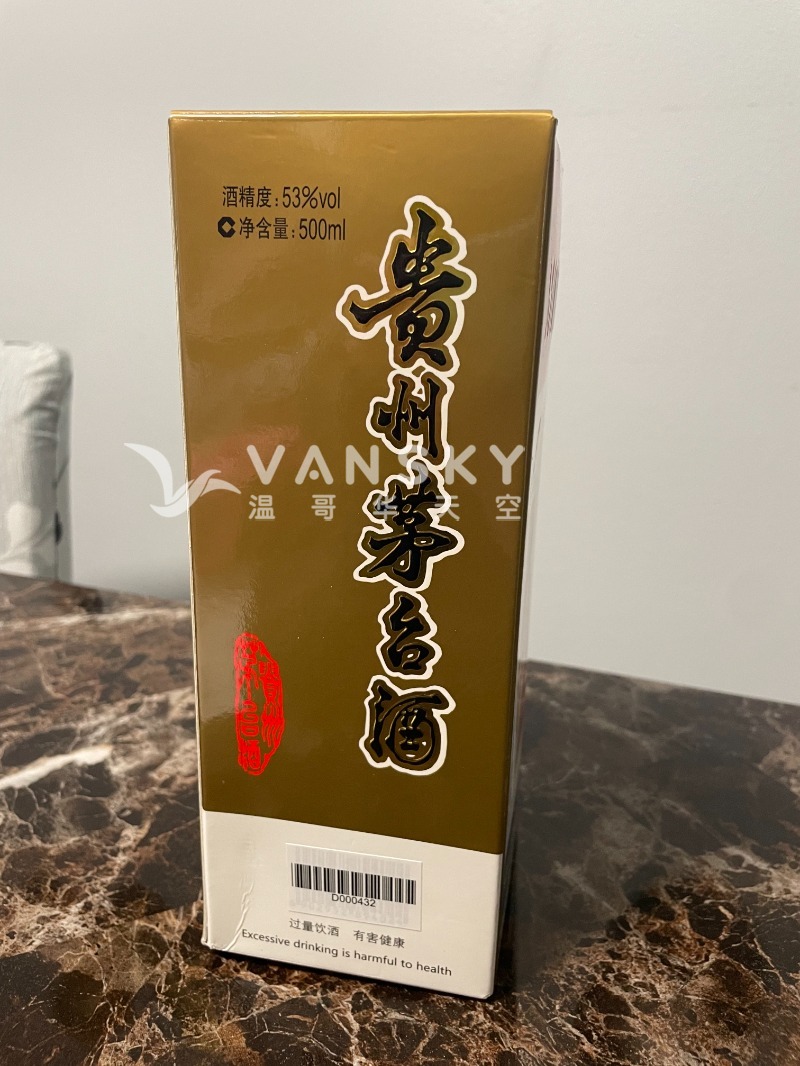 酒精度:53%vol
净含量:500ml
貴州茅台酒
VANSKY
温哥华天空
D000432
过量饮酒 有害健康
Excessive drinking is harmful to health